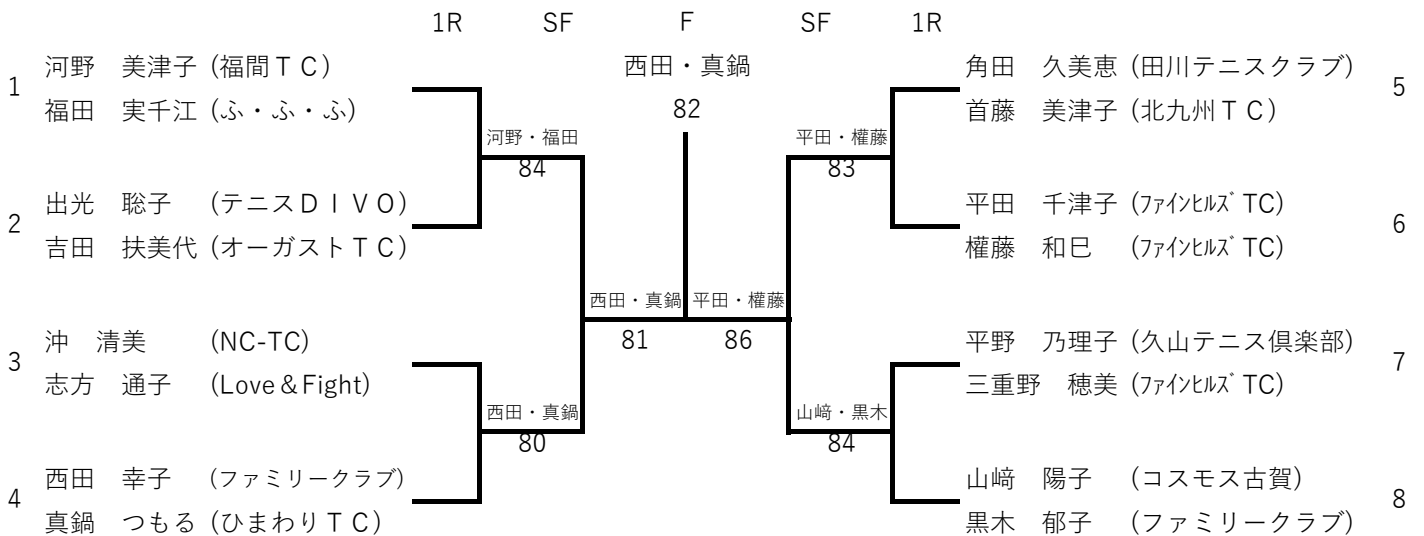 1R SF F SF 1R
西田・真鍋
82
1
河野 美津子 (福間TC)
福田 実千江 (ふ・ふ・ふ)
河野・福田
84
2
出光 聡子 (テニスDIVO)
吉田 扶美代 (オーガストTC)
西田・真鍋
81
3
沖 清美 (NC-TC)
志方 通子 (Love&Fight)
西田・真鍋
80
4
西田 幸子 (ファミリークラブ)
真鍋 つもる (ひまわりTC)
角田 久美恵 (田川テニスクラブ)
首藤 美津子 (北九州TC)
5
平田・權藤
83
平田 千津子 (ファインヒルズTC)
權藤 和巳 (ファインヒルズTC)
6
平田・權藤
86
平野 乃理子 (久山テニス倶楽部)
三重野 穂美 (ファインヒルズTC)
7
山﨑・黒木
84
山﨑 陽子 (コスモス古賀)
黒木 郁子 (ファミリークラブ)
8